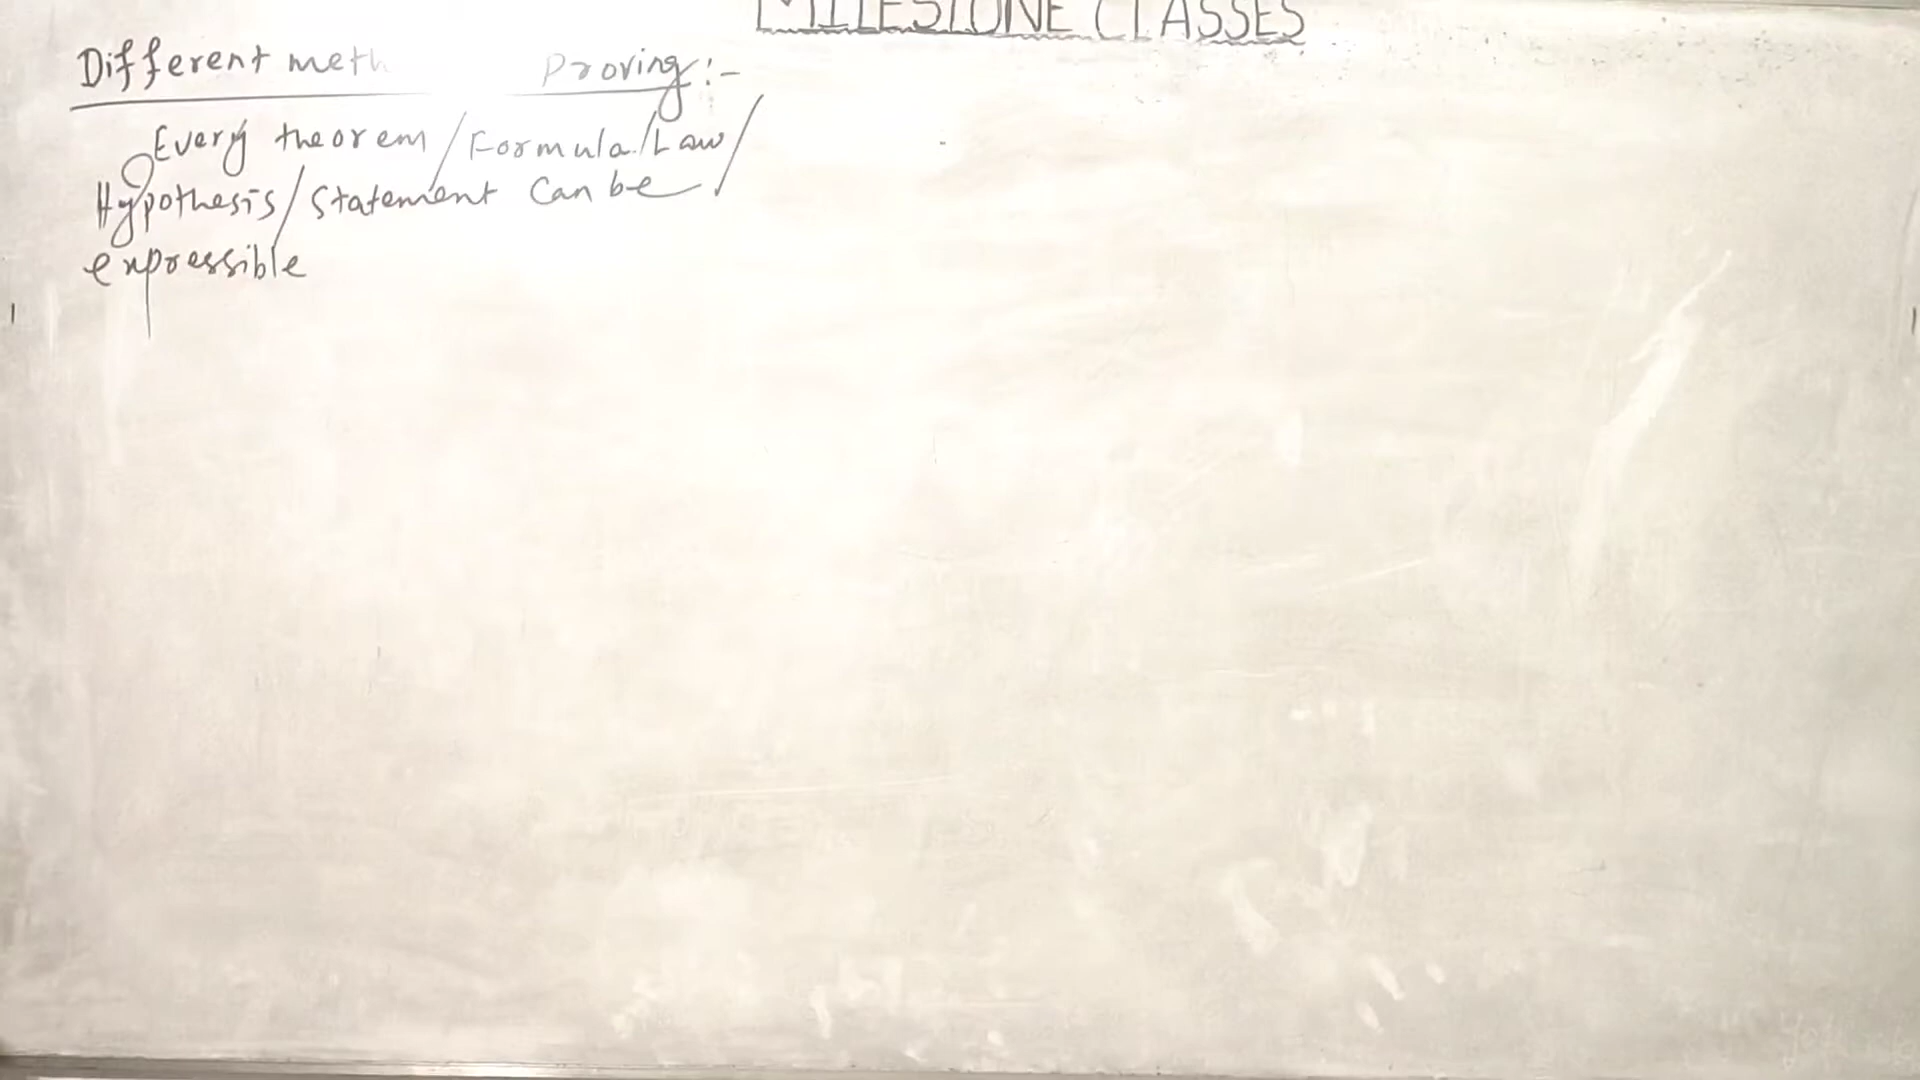 MILESTONE CLASSES
Different meth Proving:-
Every theorem/Formula/Law/
Hypothesis/Statement Can be
expressible